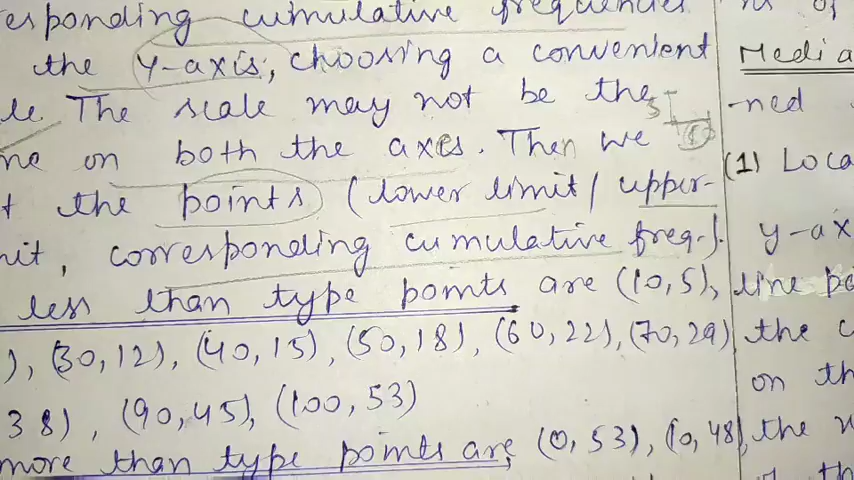 esponding cumulative frequencies
the y-axis, choosing a convenient
le. The scale may not be the
me on both the axes. Then we
t the points (lower limit/upper-
mit, corresponding cumulative freq.).
less than type points are (10,5),
), (30,12), (40,15), (50,18), (60,22), (70,29)
38), (90,45), (100,53)
more than type points are, (0,53), (10,48),
Media
-ned
(1) Loca
y-ax
line po
the c
on th
the